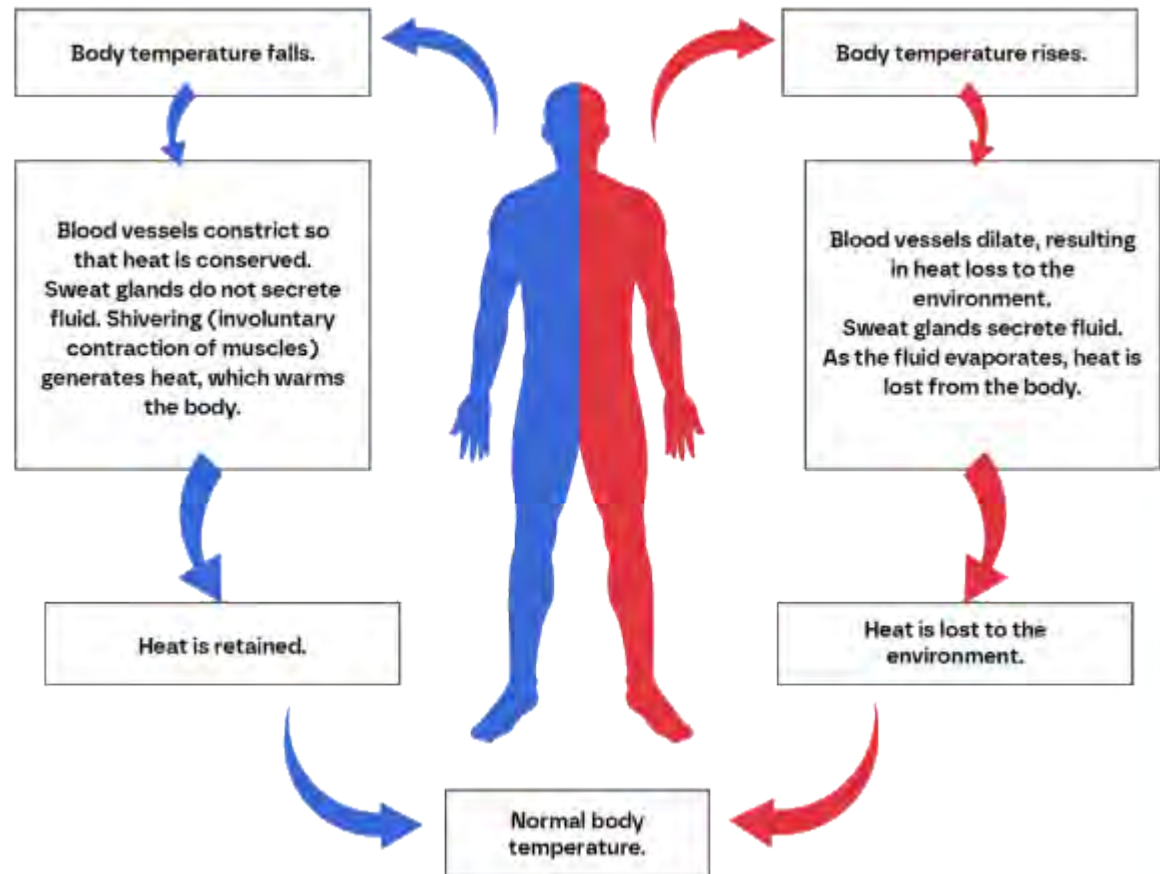 Body temperature falls.
Blood vessels constrict so
that heat is conserved.
Sweat glands do not secrete
fluid. Shivering (involuntary
contraction of muscles)
generates heat, which warms
the body.
Heat is retained.
Body temperature rises.
Blood vessels dilate, resulting
in heat loss to the
environment.
Sweat glands secrete fluid.
As the fluid evaporates, heat is
lost from the body.
Heat is lost to the
environment.
Normal body
temperature.